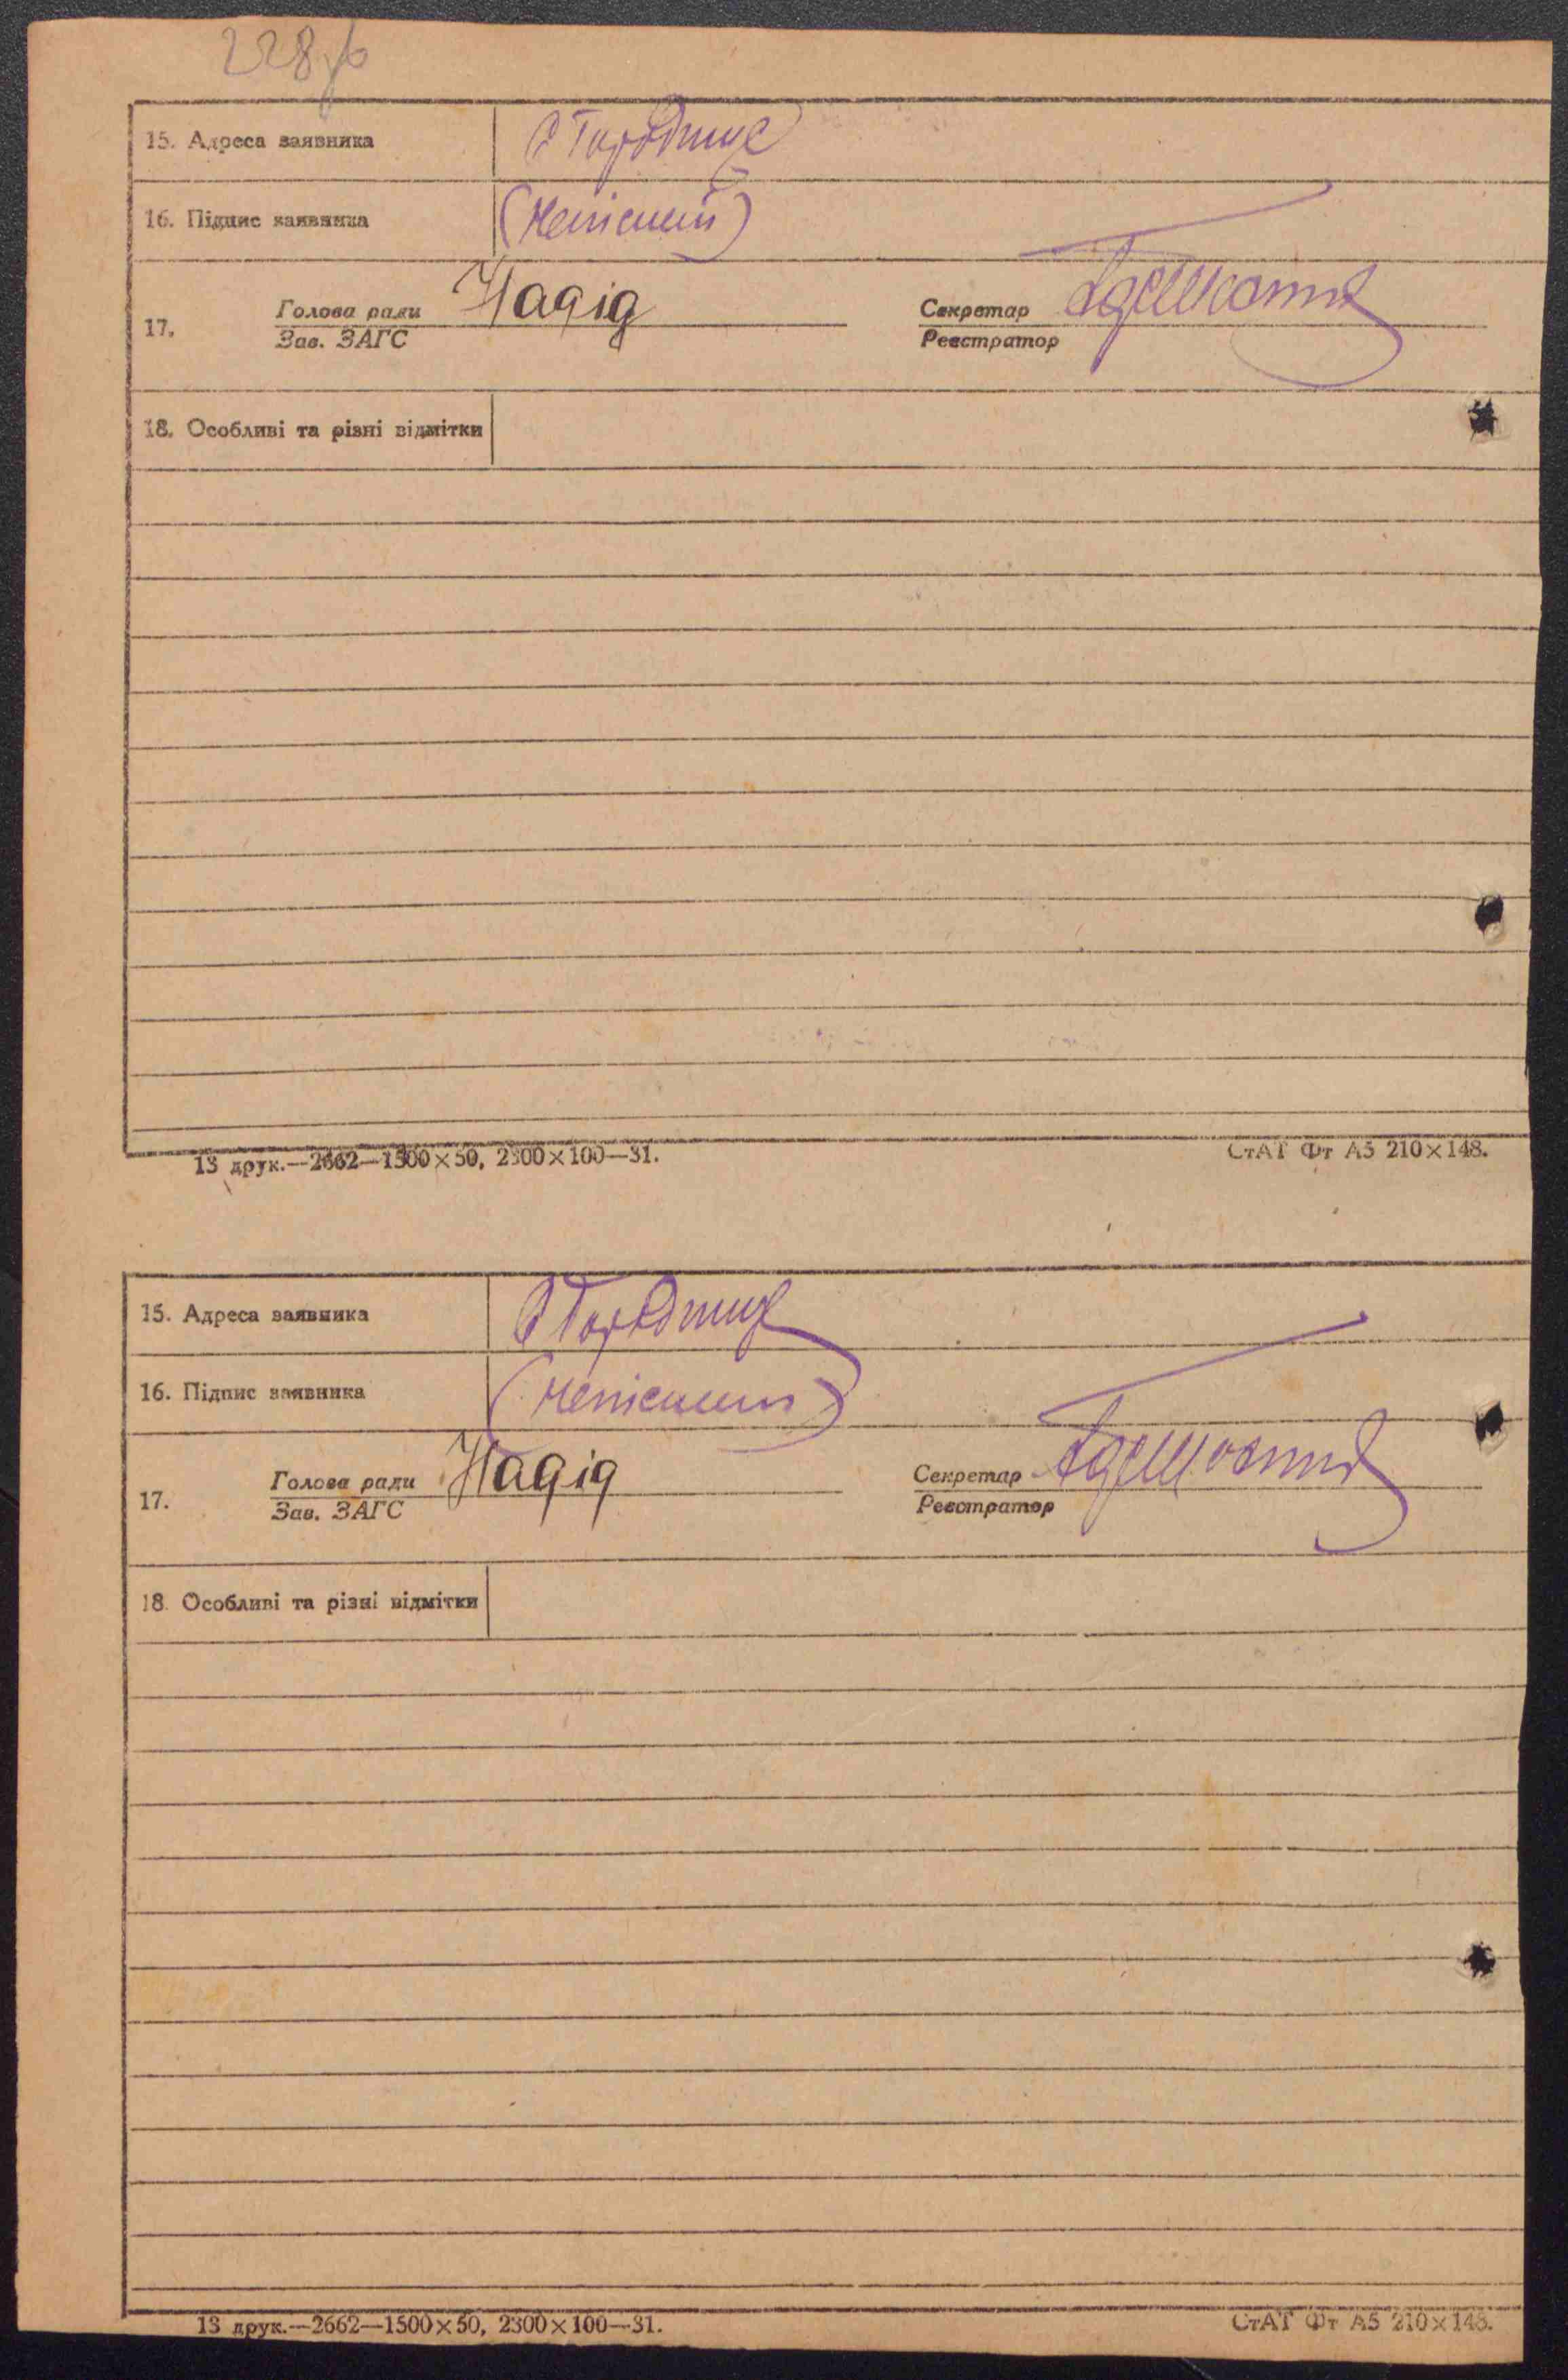 228
15. Адреса заявника С Городище
16. Підпис заявника (Неписьм)
17. Голова ради Надід Секретар
Зав. ЗАГС Реєстратор
18. Особливі та різні відмітки
13 друк.—2662—1500×50, 2300×100—31. СтАТ Фт А5 210×148.
15. Адреса заявника С Городище
16. Підпис заявника
17. Голова ради Надід Секретар
Зав. ЗАГС Реєстратор
18. Особливі та різні відмітки
13 друк.—2662—1500×50, 2300×100—31. СтАТ Фт А5 210×148.